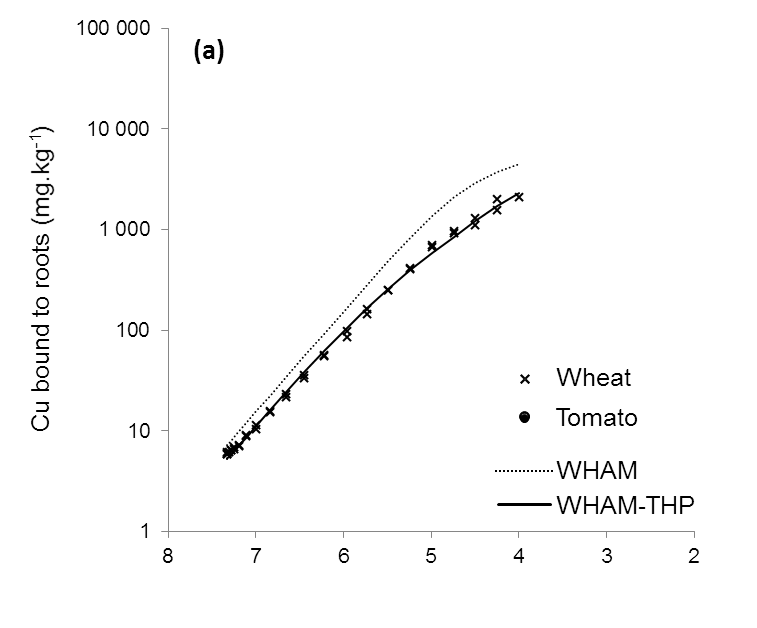 100 000
(a)
10 000
1 000
100
10
1
Cu bound to roots (mg.kg-1)
Wheat
Tomato
WHAM
WHAM-THP
8 7 6 5 4 3 2